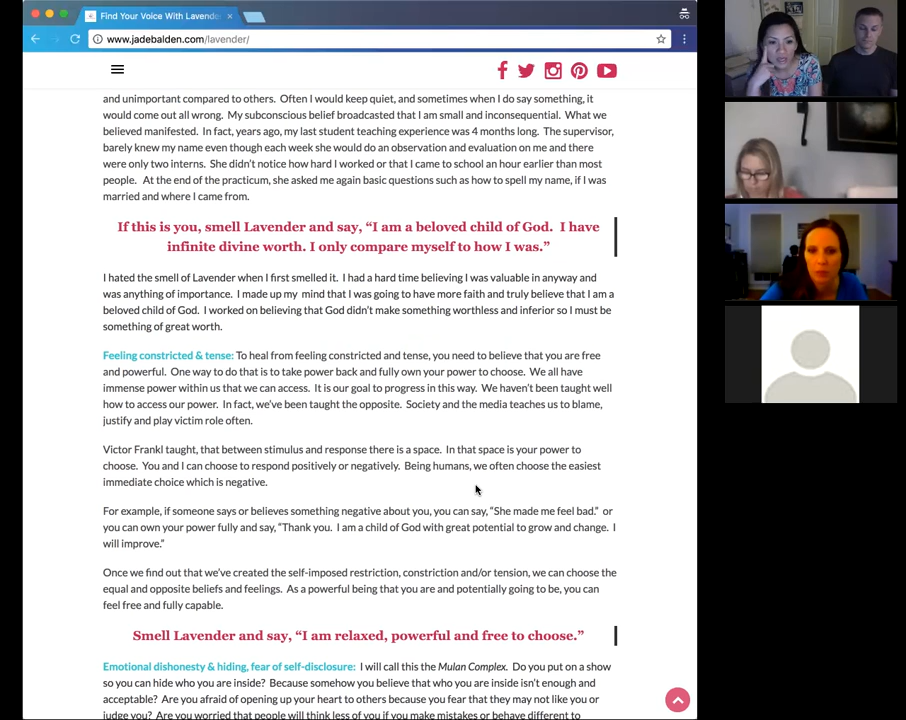 Find Your Voice With Lavender
www.jadebalden.com/lavender/
and unimportant compared to others. Often I would keep quiet, and sometimes when I do say something, it
would come out all wrong. My subconscious belief broadcasted that I am small and inconsequential. What we
believed manifested. In fact, years ago, my last student teaching experience was 4 months long. The supervisor,
barely knew my name even though each week she would do an observation and evaluation on me and there
were only two interns. She didn't notice how hard I worked or that I came to school an hour earlier than most
people. At the end of the practicum, she asked me again basic questions such as how to spell my name, if I was
married and where I came from.
If this is you, smell Lavender and say, “I am a beloved child of God. I have
infinite divine worth. I only compare myself to how I was.”
I hated the smell of Lavender when I first smelled it. I had a hard time believing I was valuable in anyway and
was anything of importance. I made up my mind that I was going to have more faith and truly believe that I am a
beloved child of God. I worked on believing that God didn't make something worthless and inferior so I must be
something of great worth.
Feeling constricted & tense: To heal from feeling constricted and tense, you need to believe that you are free
and powerful. One way to do that is to take power back and fully own your power to choose. We all have
immense power within us that we can access. It is our goal to progress in this way. We haven't been taught well
how to access our power. In fact, we've been taught the opposite. Society and the media teaches us to blame,
justify and play victim role often.
Victor Frankl taught, that between stimulus and response there is a space. In that space is your power to
choose. You and I can choose to respond positively or negatively. Being humans, we often choose the easiest
immediate choice which is negative.
For example, if someone says or believes something negative about you, you can say, “She made me feel bad.” or
you can own your power fully and say, “Thank you. I am a child of God with great potential to grow and change. I
will improve.”
Once we find out that we've created the self-imposed restriction, constriction and/or tension, we can choose the
equal and opposite beliefs and feelings. As a powerful being that you are and potentially going to be, you can
feel free and fully capable.
Smell Lavender and say, “I am relaxed, powerful and free to choose.”
Emotional dishonesty & hiding, fear of self-disclosure: I will call this the Mulan Complex. Do you put on a show
so you can hide who you are inside? Because somehow you believe that who you are inside isn't enough and
acceptable? Are you afraid of opening up your heart to others because you fear that they may not like you or
judge you? Are you worried that people will think less of you if you make mistakes or behave different to